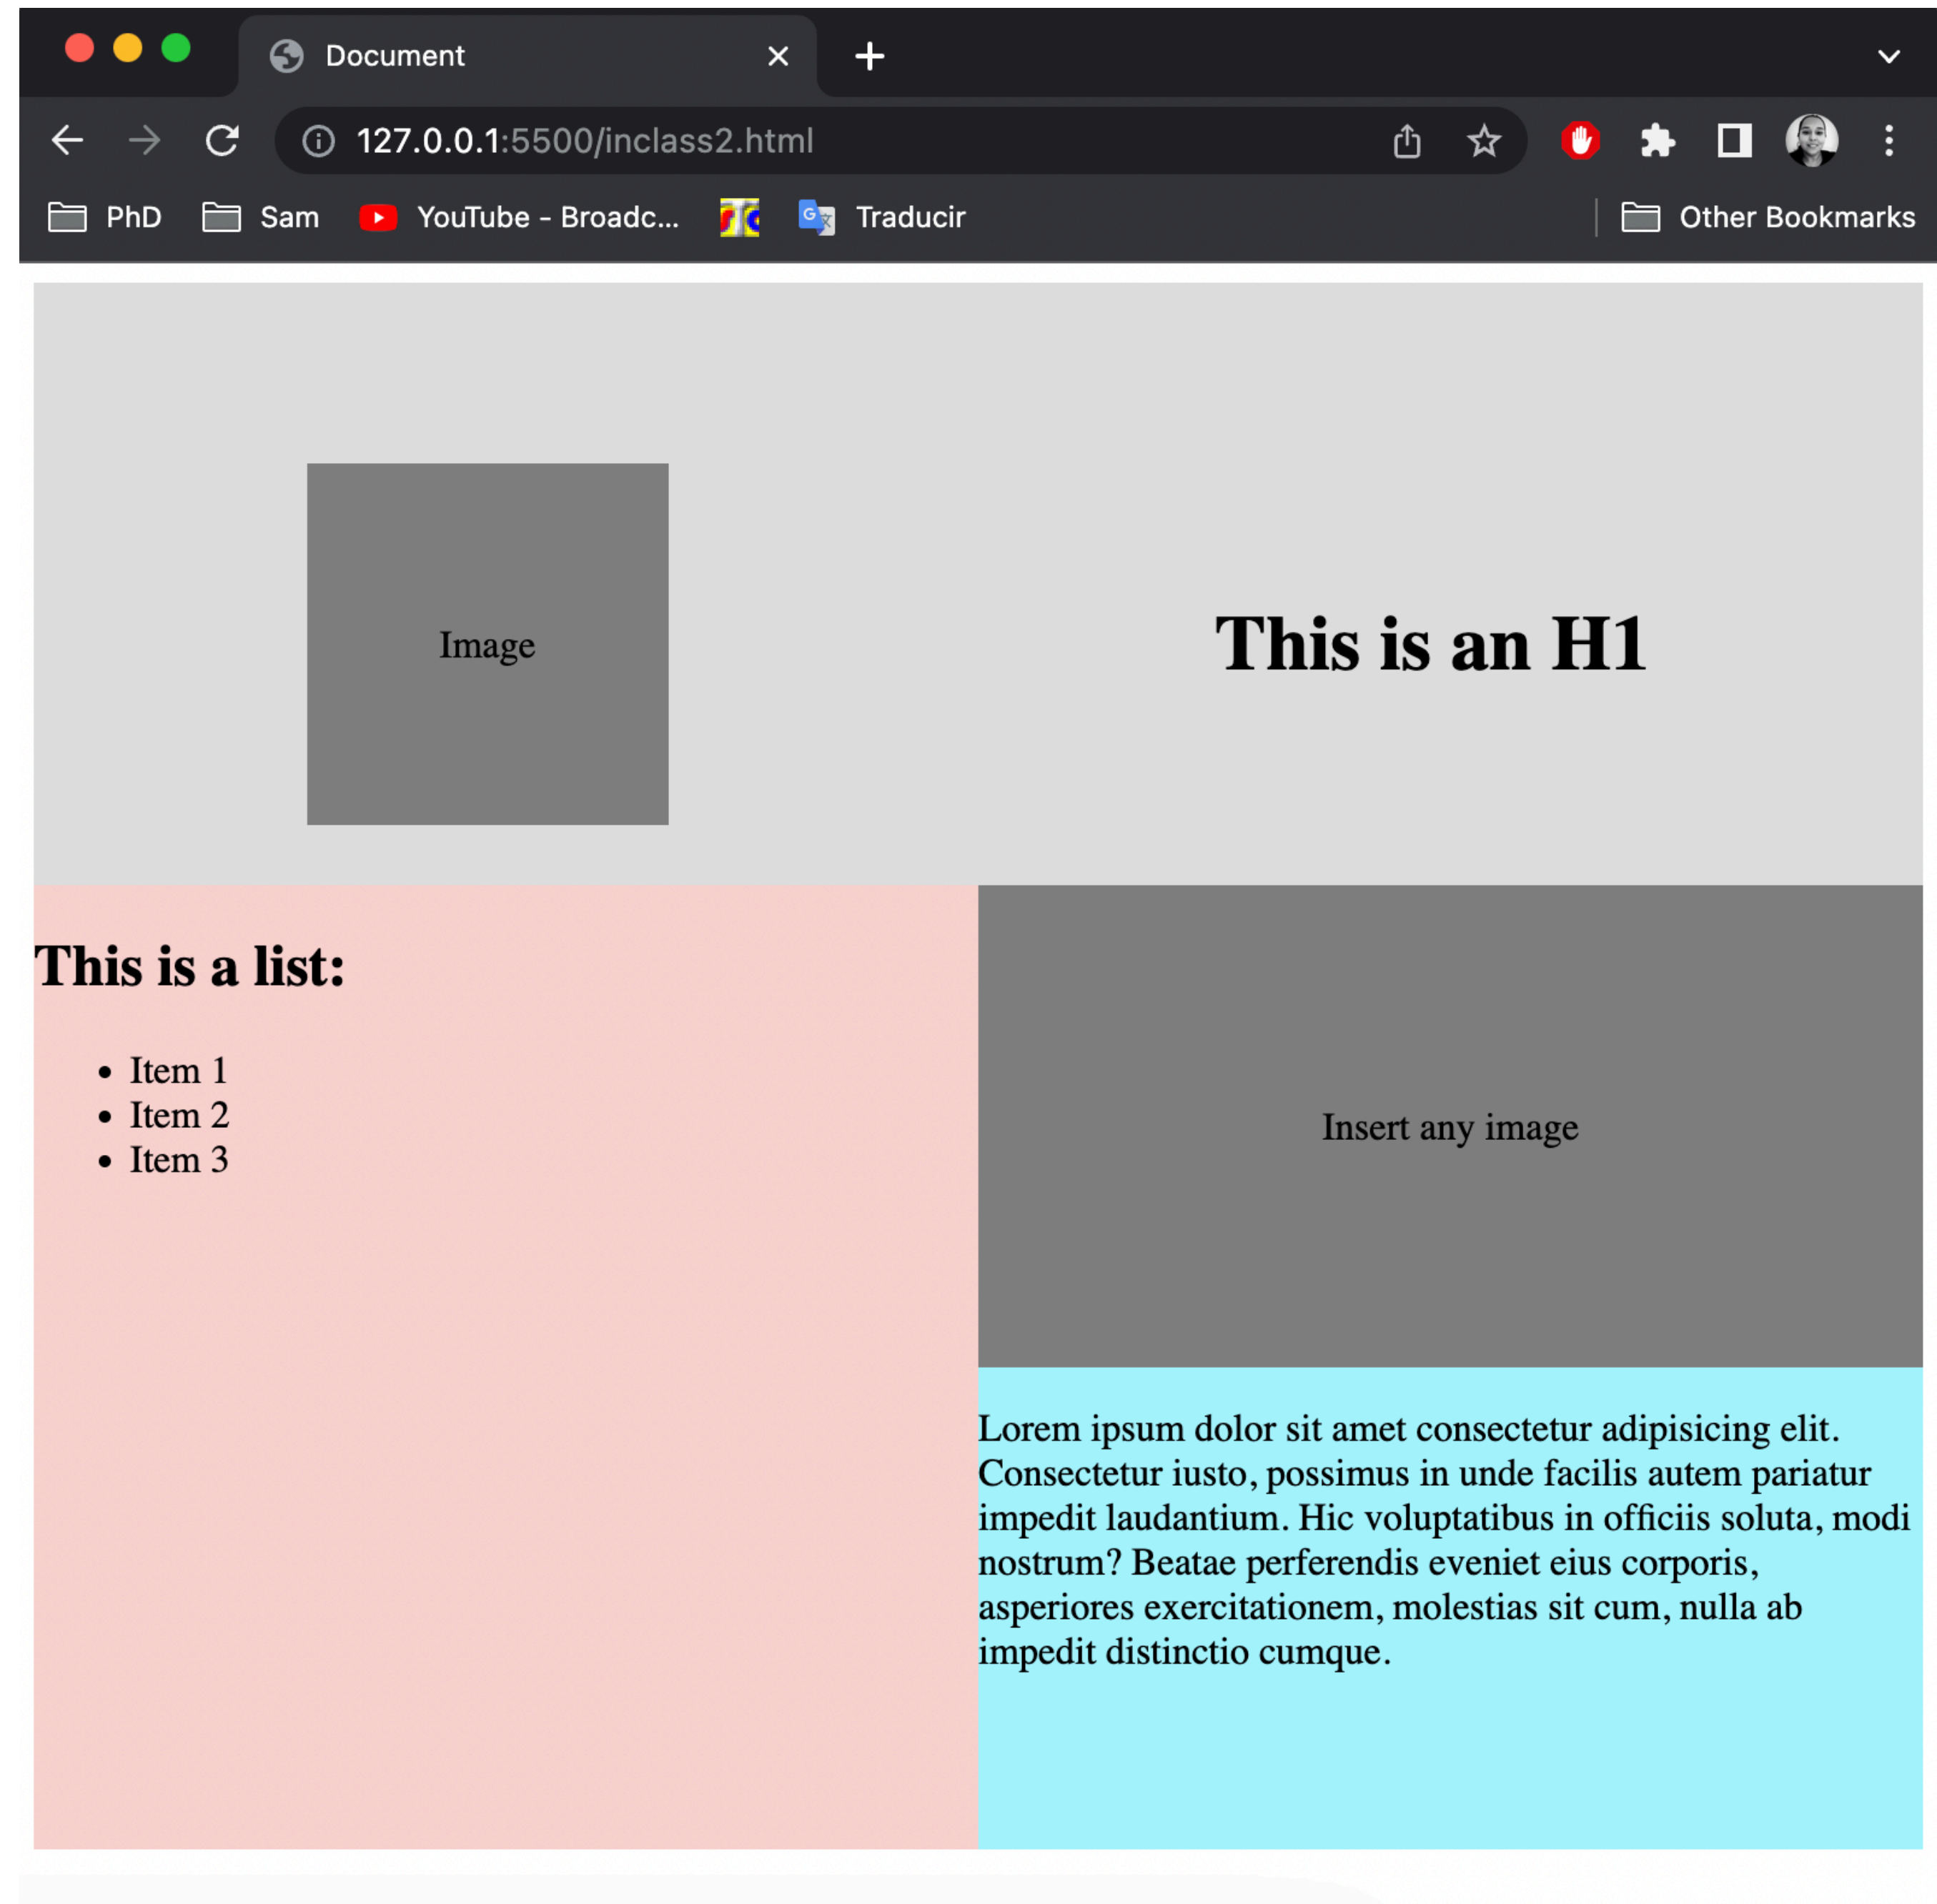 Document
127.0.0.1:5500/inclass2.html
PhD Sam YouTube - Broadc... Traducir Other Bookmarks
Image
This is an H1
This is a list:
Item 1
Item 2
Item 3
Insert any image
Lorem ipsum dolor sit amet consectetur adipisicing elit.
Consectetur iusto, possimus in unde facilis autem pariatur
impedit laudantium. Hic voluptatibus in officiis soluta, modi
nostrum? Beatae perferendis eveniet eius corporis,
asperiores exercitationem, molestias sit cum, nulla ab
impedit distinctio cumque.